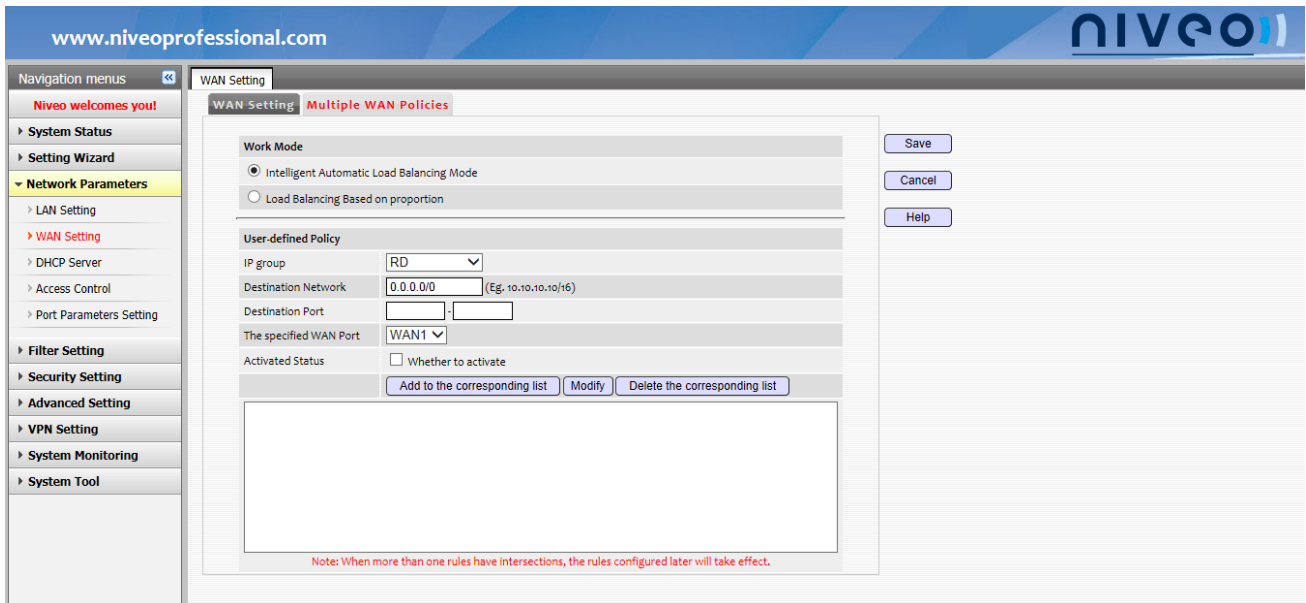 www.niveoprofessional.com
niveo
Navigation menus
Niveo welcomes you!
System Status
Setting Wizard
Network Parameters
LAN Setting
WAN Setting
DHCP Server
Access Control
Port Parameters Setting
Filter Setting
Security Setting
Advanced Setting
VPN Setting
System Monitoring
System Tool
WAN Setting
WAN Setting Multiple WAN Policies
Work Mode
Intelligent Automatic Load Balancing Mode
Load Balancing Based on proportion
User-defined Policy
IP group RD
Destination Network 0.0.0.0/0 (Eg. 10.10.10.10/16)
Destination Port -
The specified WAN Port WAN1
Activated Status Whether to activate
Add to the corresponding list Modify Delete the corresponding list
Note: When more than one rules have intersections, the rules configured later will take effect.
Save
Cancel
Help